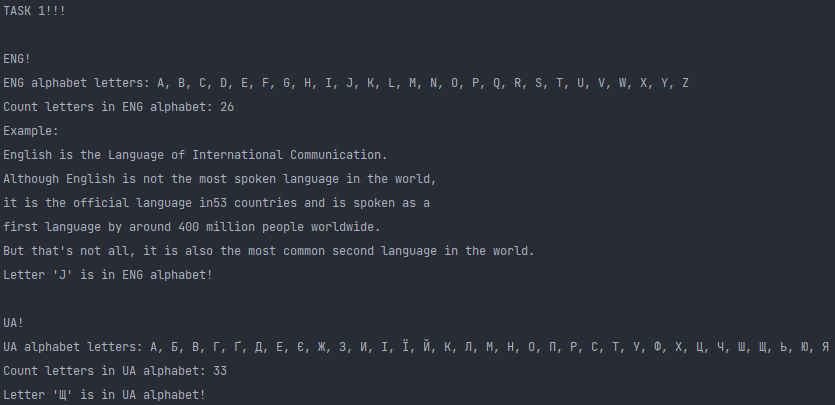 TASK 1!!!
ENG!
ENG alphabet letters: A, B, C, D, E, F, G, H, I, J, K, L, M, N, O, P, Q, R, S, T, U, V, W, X, Y, Z
Count letters in ENG alphabet: 26
Example:
English is the Language of International Communication.
Although English is not the most spoken language in the world,
it is the official language in53 countries and is spoken as a
first language by around 400 million people worldwide.
But that's not all, it is also the most common second language in the world.
Letter 'J' is in ENG alphabet!
UA!
UA alphabet letters: А, Б, В, Г, Ґ, Д, Е, Є, Ж, З, И, І, Ї, Й, К, Л, М, Н, О, П, Р, С, Т, У, Ф, Х, Ц, Ч, Ш, Щ, Ь, Ю, Я
Count letters in UA alphabet: 33
Letter 'Щ' is in UA alphabet!